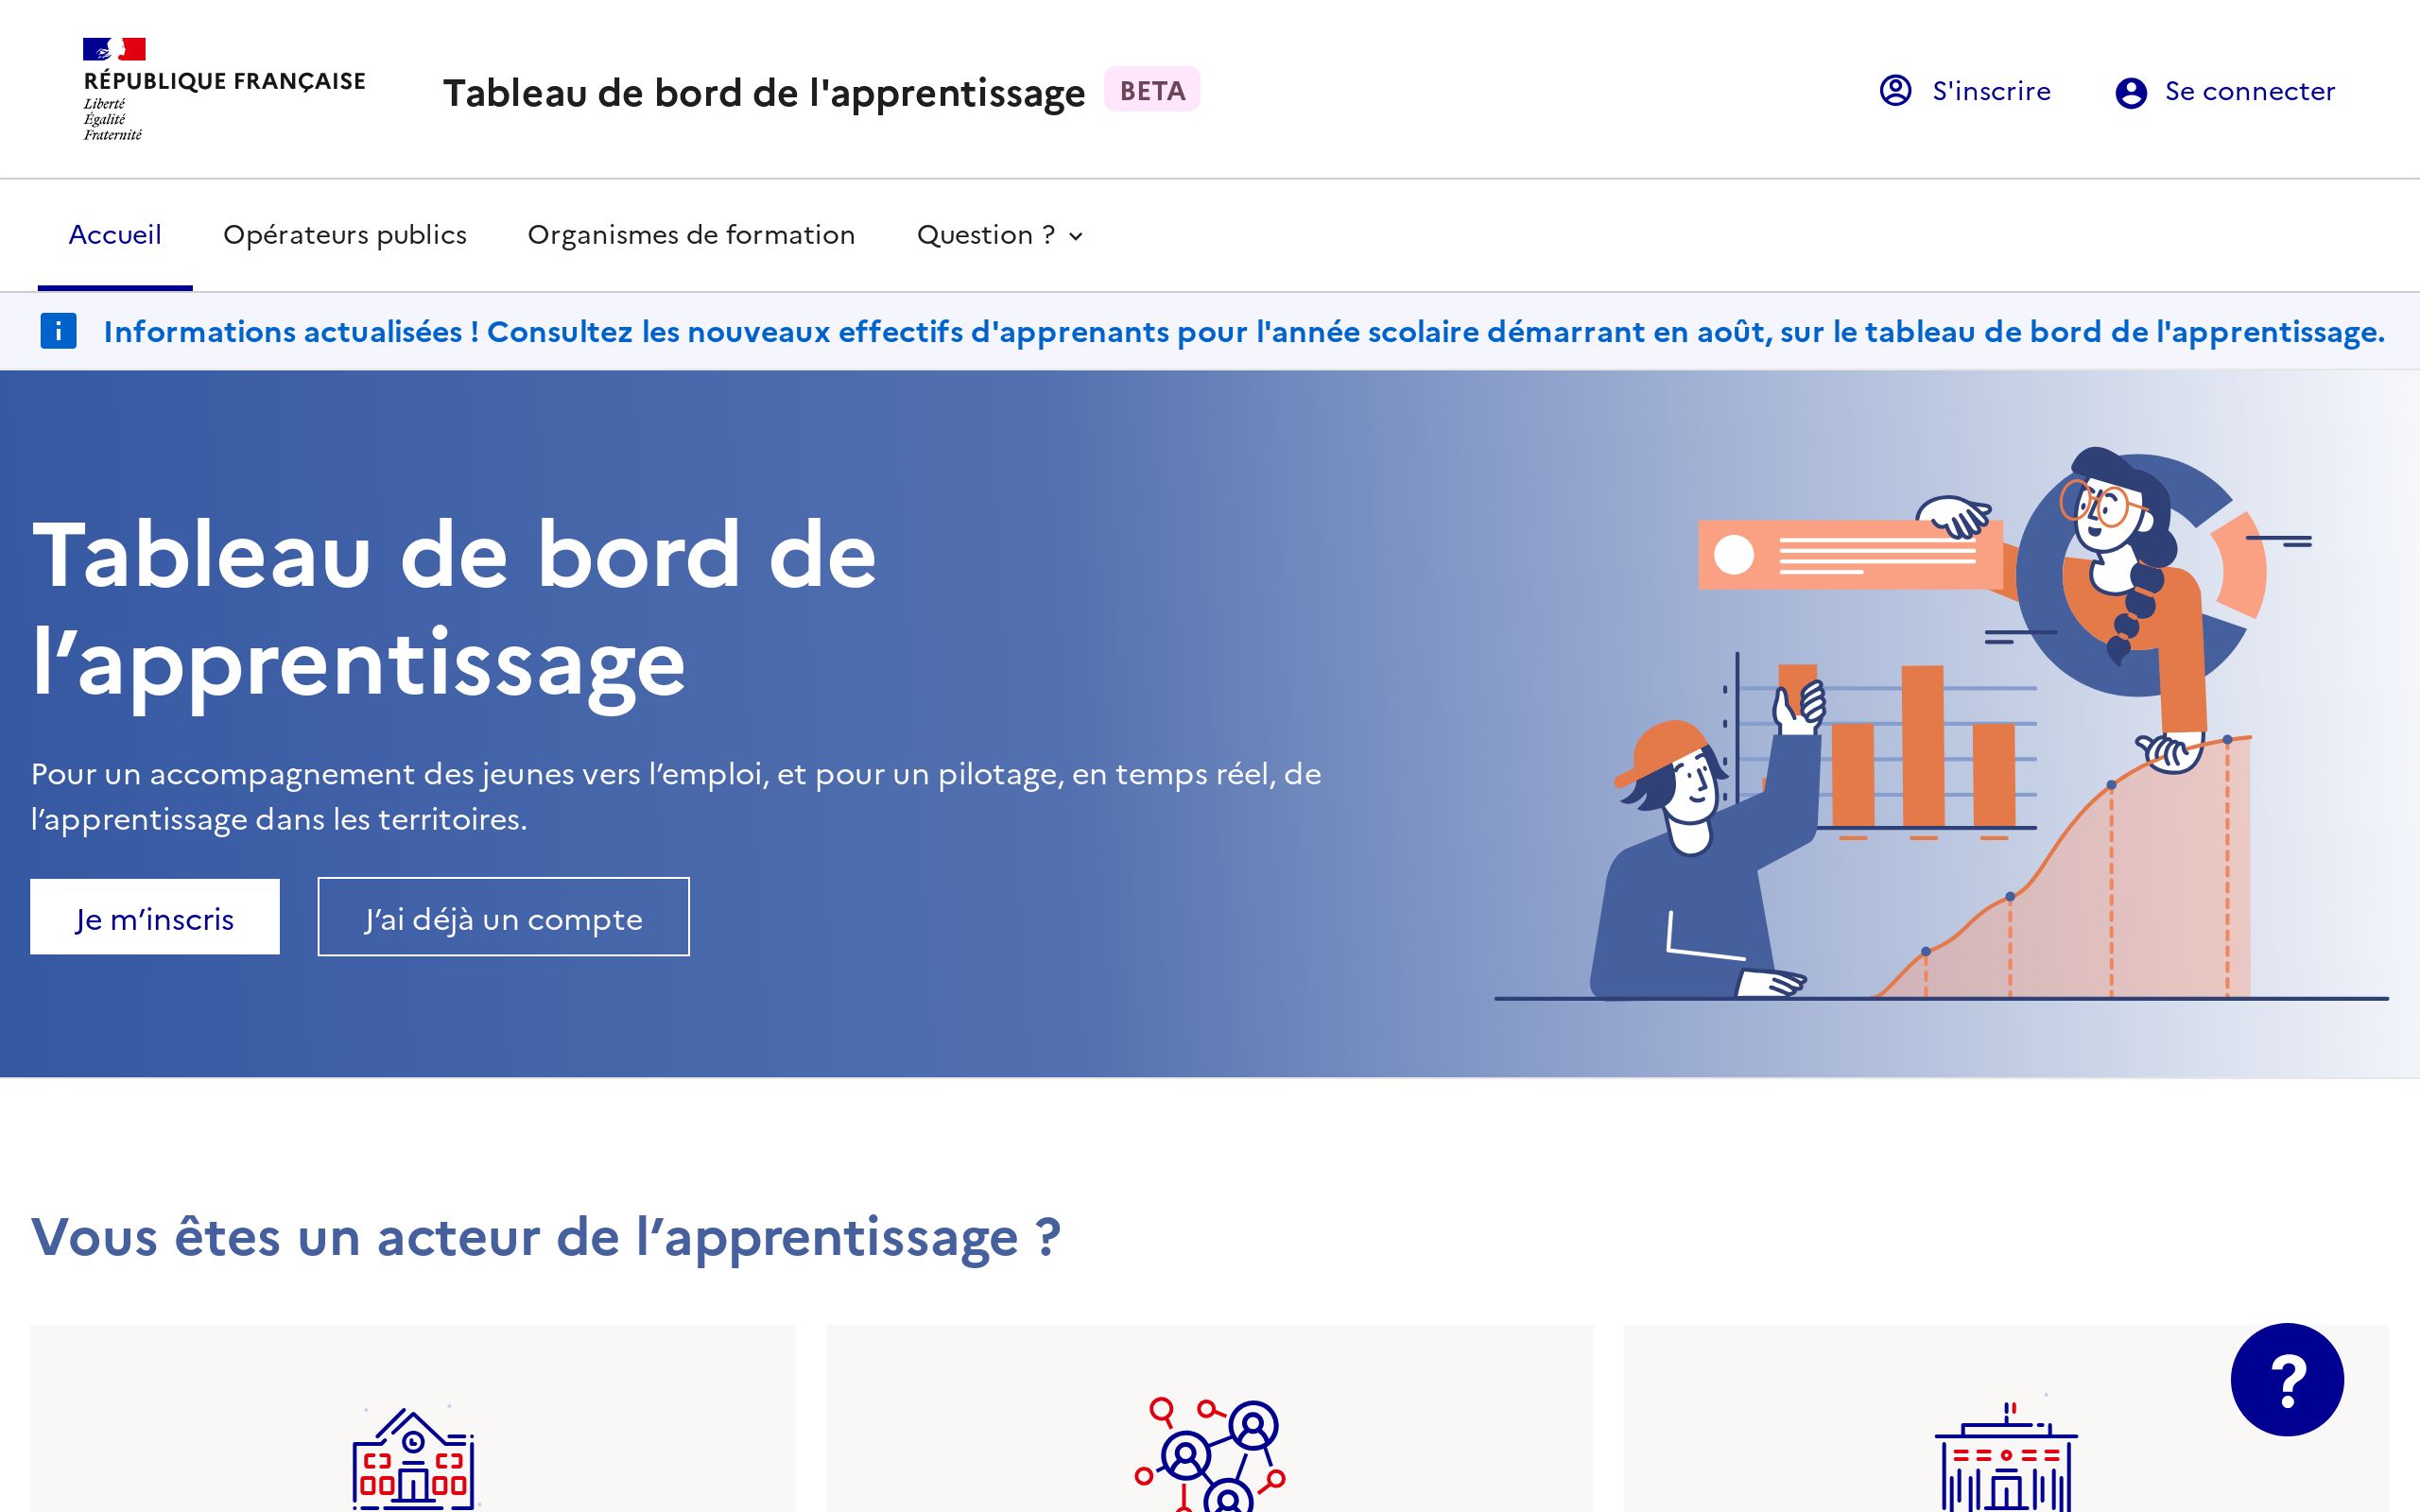 RÉPUBLIQUE FRANÇAISE
Liberté
Égalité
Fraternité
Tableau de bord de l'apprentissage BETA
S'inscrire
Se connecter
Accueil
Opérateurs publics
Organismes de formation
Question ?
Informations actualisées ! Consultez les nouveaux effectifs d'apprenants pour l'année scolaire démarrant en août, sur le tableau de bord de l'apprentissage.
Tableau de bord de
l’apprentissage
Pour un accompagnement des jeunes vers l’emploi, et pour un pilotage, en temps réel, de
l’apprentissage dans les territoires.
Je m’inscris
J’ai déjà un compte
Vous êtes un acteur de l’apprentissage ?
?